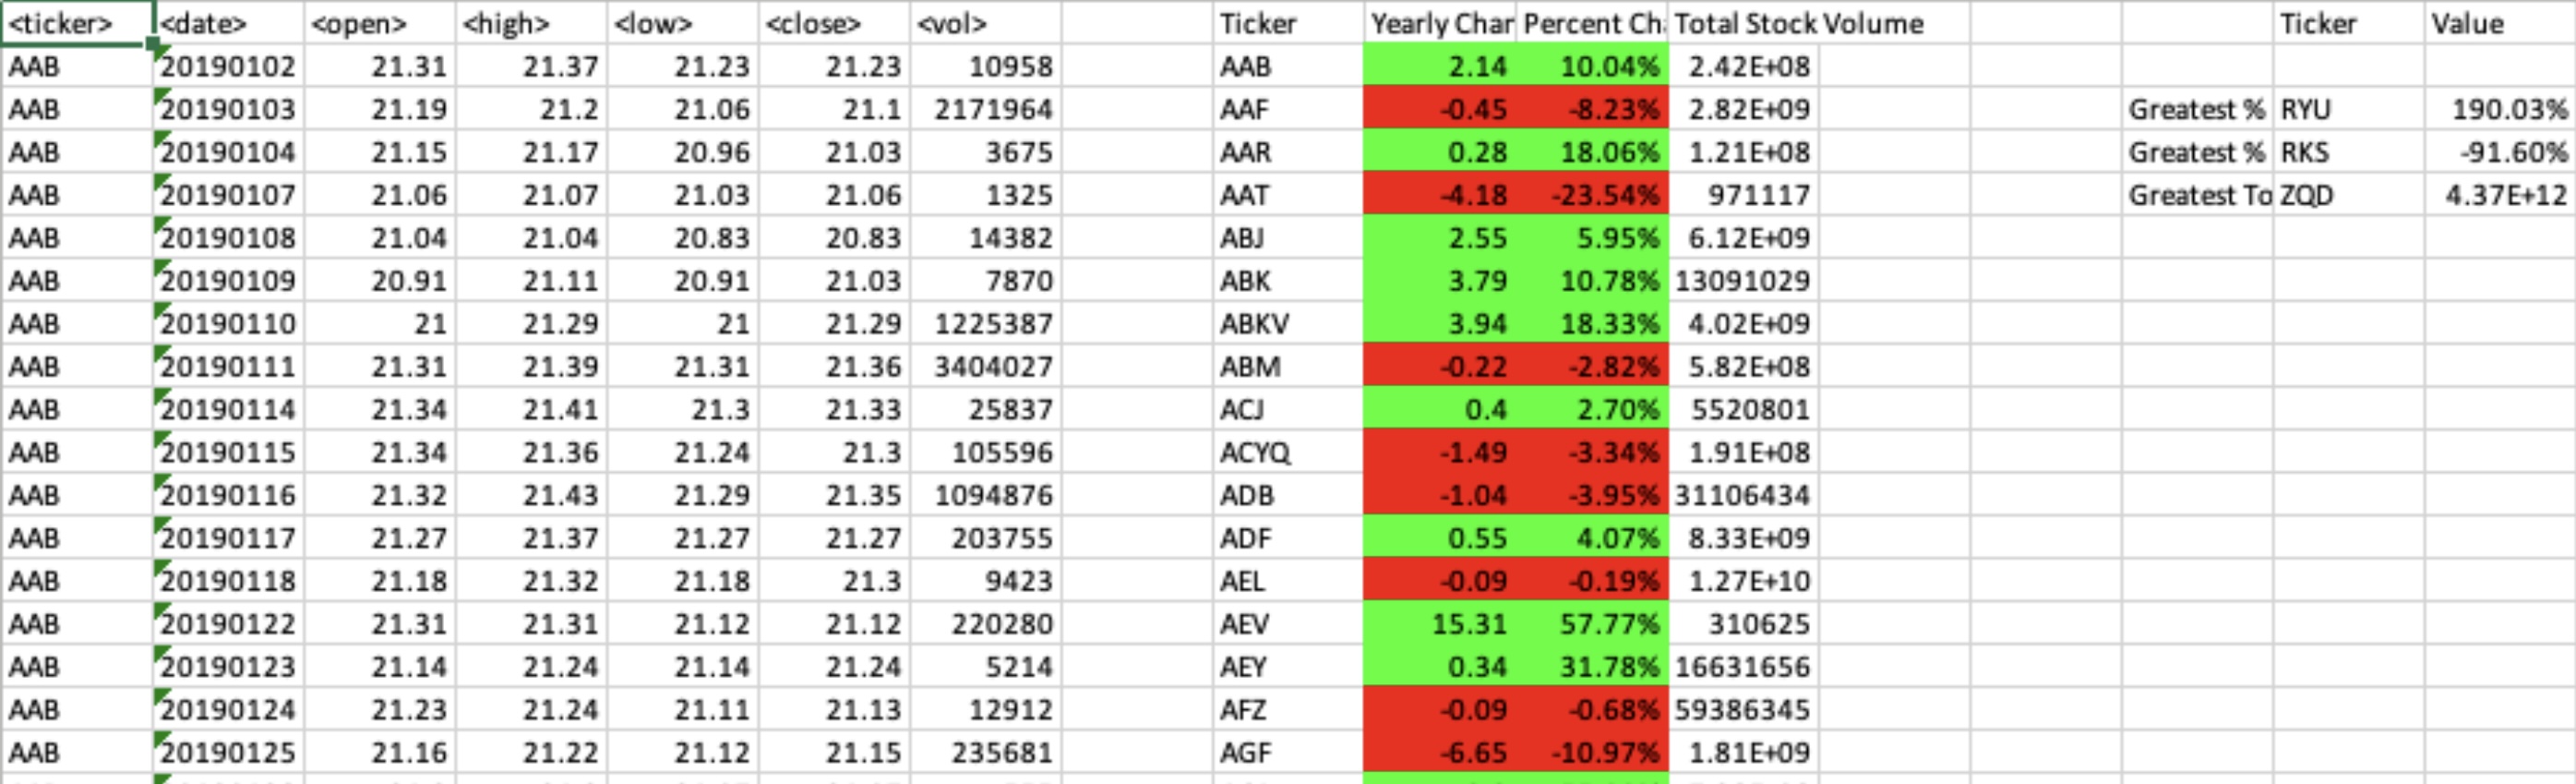 <ticker> <date> <open> <high> <low> <close> <vol> Ticker Yearly Char Percent Ch Total Stock Volume Ticker Value
AAB 20190102 21.31 21.37 21.23 21.23 10958 AAB 2.14 10.04% 2.42E+08
AAB 20190103 21.19 21.2 21.06 21.1 2171964 AAF -0.45 -8.23% 2.82E+09 Greatest % RYU 190.03%
AAB 20190104 21.15 21.17 20.96 21.03 3675 AAR 0.28 18.06% 1.21E+08 Greatest % RKS -91.60%
AAB 20190107 21.06 21.07 21.03 21.06 1325 AAT -4.18 -23.54% 971117 Greatest To ZQD 4.37E+12
AAB 20190108 21.04 21.04 20.83 20.83 14382 ABJ 2.55 5.95% 6.12E+09
AAB 20190109 20.91 21.11 20.91 21.03 7870 ABK 3.79 10.78% 13091029
AAB 20190110 21 21.29 21 21.29 1225387 ABKV 3.94 18.33% 4.02E+09
AAB 20190111 21.31 21.39 21.31 21.36 3404027 ABM -0.22 -2.82% 5.82E+08
AAB 20190114 21.34 21.41 21.3 21.33 25837 ACJ 0.4 2.70% 5520801
AAB 20190115 21.34 21.36 21.24 21.3 105596 ACYQ -1.49 -3.34% 1.91E+08
AAB 20190116 21.32 21.43 21.29 21.35 1094876 ADB -1.04 -3.95% 31106434
AAB 20190117 21.27 21.37 21.27 21.27 203755 ADF 0.55 4.07% 8.33E+09
AAB 20190118 21.18 21.32 21.18 21.3 9423 AEL -0.09 -0.19% 1.27E+10
AAB 20190122 21.31 21.31 21.12 21.12 220280 AEV 15.31 57.77% 310625
AAB 20190123 21.14 21.24 21.14 21.24 5214 AEY 0.34 31.78% 16631656
AAB 20190124 21.23 21.24 21.11 21.13 12912 AFZ -0.09 -0.68% 59386345
AAB 20190125 21.16 21.22 21.12 21.15 235681 AGF -6.65 -10.97% 1.81E+09